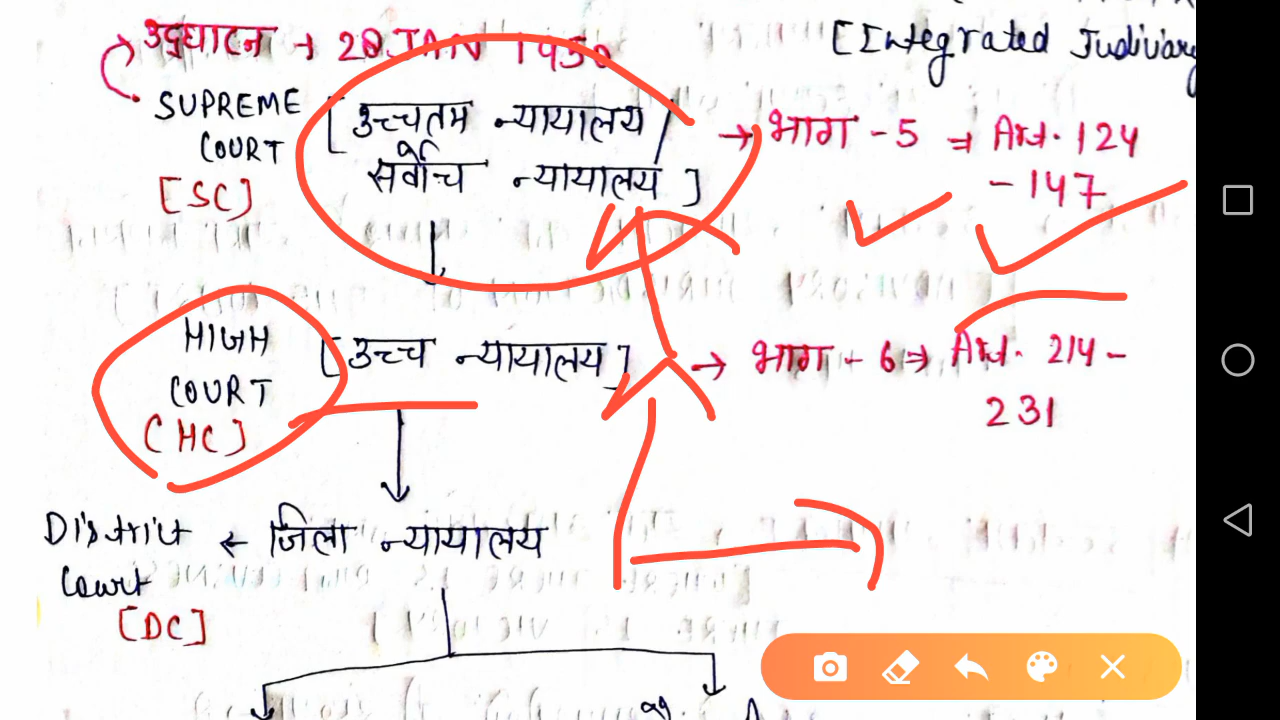 उद्घाटन → 28 JAN 1950
[Integrated Judiviary
SUPREME COURT [SC]
[उच्चतम न्यायालय /
सर्वोच न्यायालय]
→ भाग - 5 ⇒ Art. 124
- 147
HIGH COURT (HC]
[उच्च न्यायालय]
→ भाग - 6 ⇒ Art. 214 -
231
District ← जिला न्यायालय
Court
[DC]